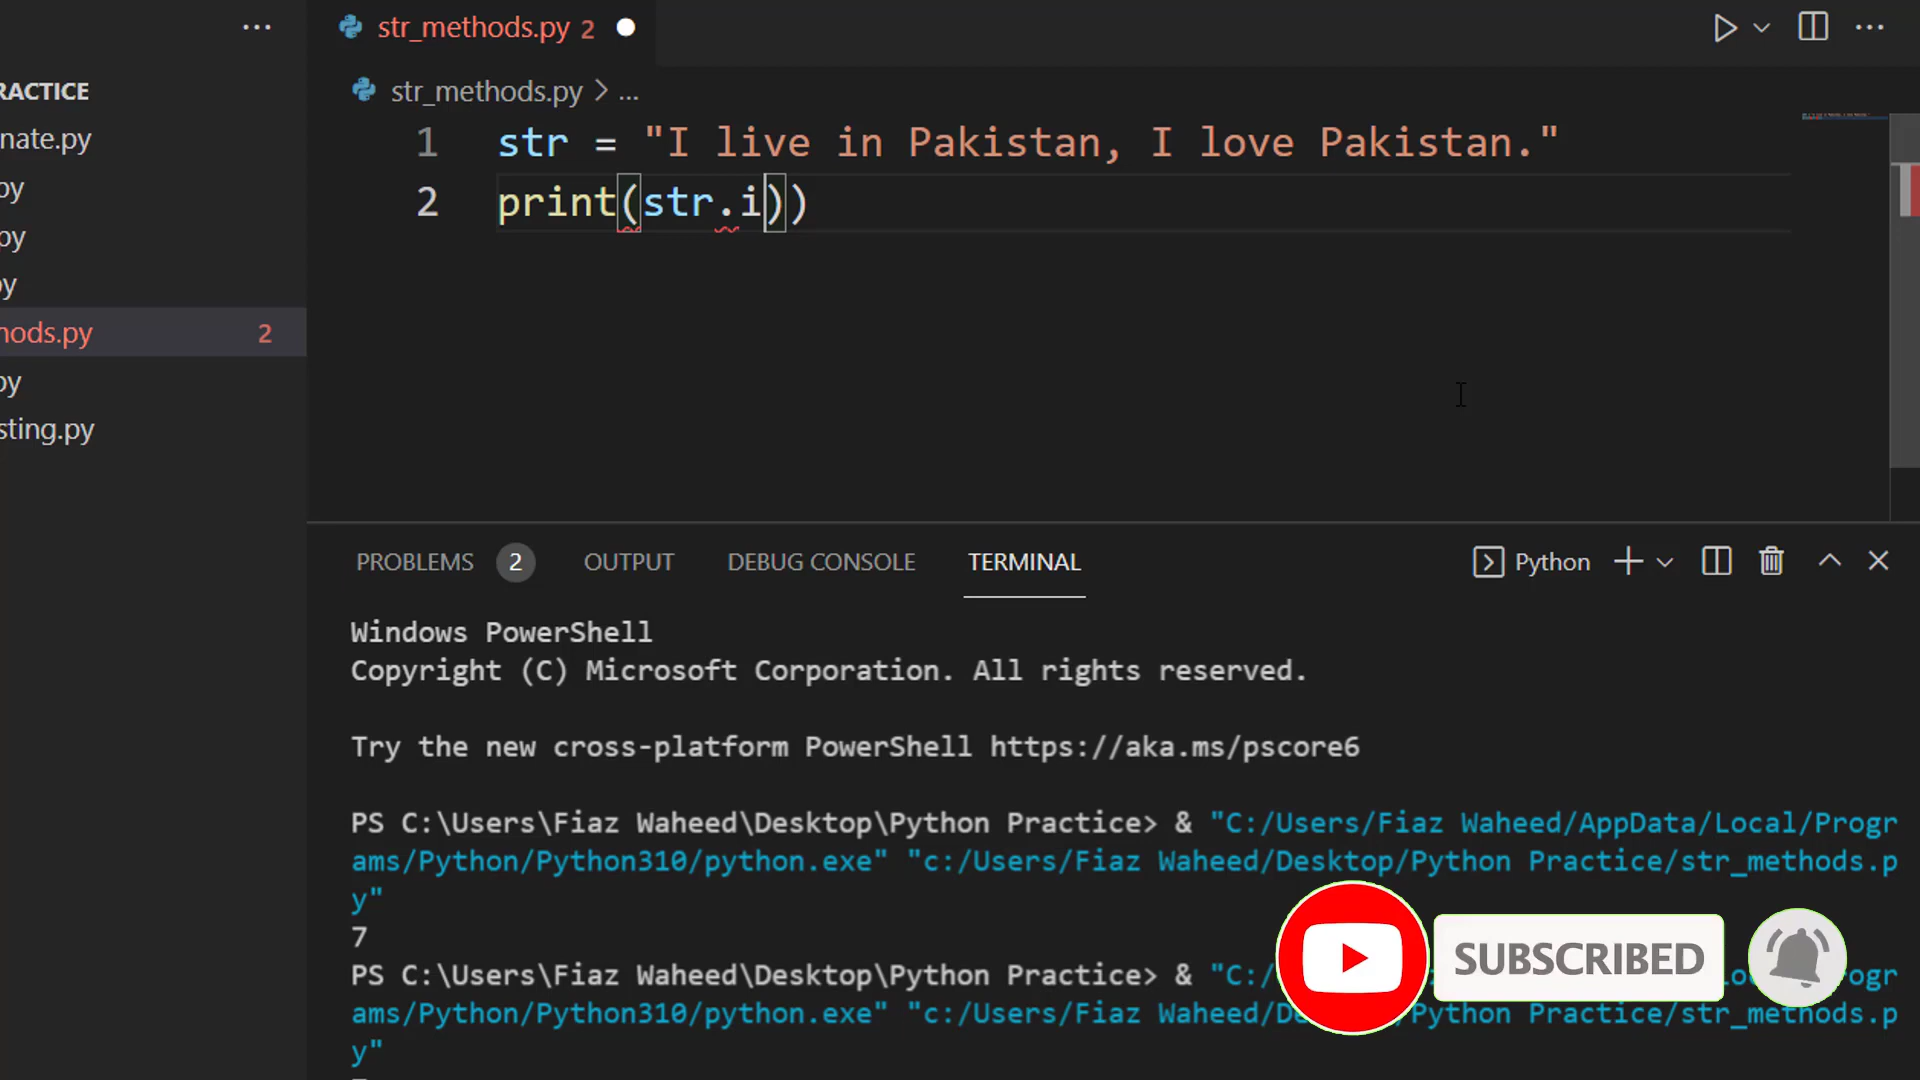 str_methods.py 2
RACTICE
nate.py
py
py
py
hods.py 2
py
sting.py
str_methods.py > ...
1 str = "I live in Pakistan, I love Pakistan."
2 print(str.i))
PROBLEMS 2 OUTPUT DEBUG CONSOLE TERMINAL Python
Windows PowerShell
Copyright (C) Microsoft Corporation. All rights reserved.
Try the new cross-platform PowerShell https://aka.ms/pscore6
PS C:\Users\Fiaz Waheed\Desktop\Python Practice> & "C:/Users/Fiaz Waheed/AppData/Local/Progr
ams/Python/Python310/python.exe" "c:/Users/Fiaz Waheed/Desktop/Python Practice/str_methods.p
y"
7
PS C:\Users\Fiaz Waheed\Desktop\Python Practice> & "C:/ ogr
ams/Python/Python310/python.exe" "c:/Users/Fiaz Waheed/De Python Practice/str_methods.p
y"
SUBSCRIBED